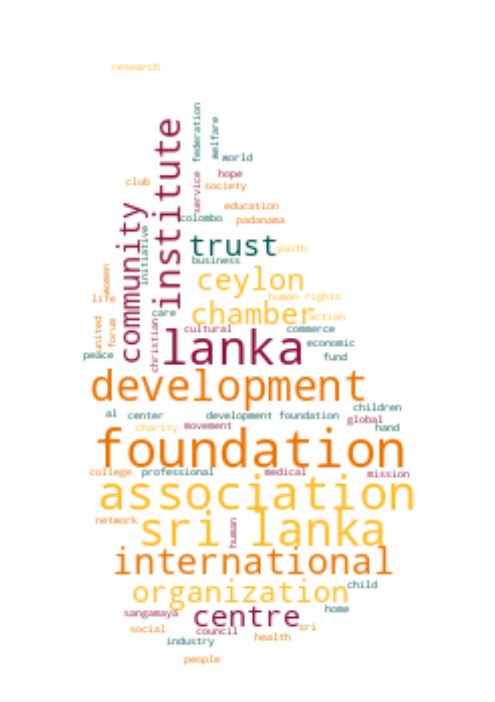 research
federation
welfare
institute
world
hope
club
service
society
education
community
colombo
padanama
initiative
trust
youth
business
women
ceylon
life
human rights
care
chamber
action
united
forum
christian
cultural
commerce
peace
lanka
economic
fund
development
children
al
center
development foundation
global
charity
movement
hand
foundation
college
professional
medical
mission
association
network
sri lanka
human
international
child
organization
home
sangamaya
centre
social
council
sri
industry
health
people